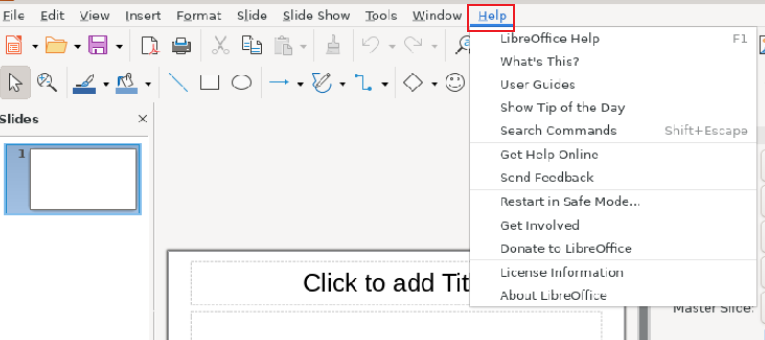 File Edit View Insert Format Slide Slide Show Tools Window Help
LibreOffice Help F1
What's This?
User Guides
Show Tip of the Day
Search Commands Shift+Escape
Get Help Online
Send Feedback
Restart in Safe Mode...
Get Involved
Donate to LibreOffice
License Information
About LibreOffice
Slides
1
Click to add Tit
Master Slide: